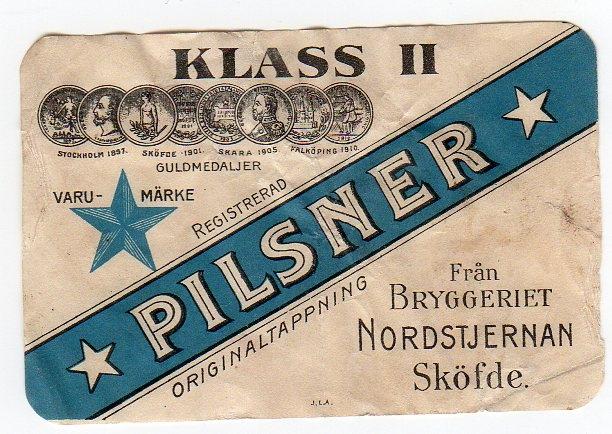 KLASS II
STOCKHOLM 1897. SKÖFDE ·1901· SKARA 1905 FALKÖPING 1910.
GULDMEDALJER
VARU- MÄRKE
REGISTRERAD
PILSNER
ORIGINALTAPPNING
Från
BRYGGERIET
NORDSTJERNAN
Sköfde.
J.L.A.